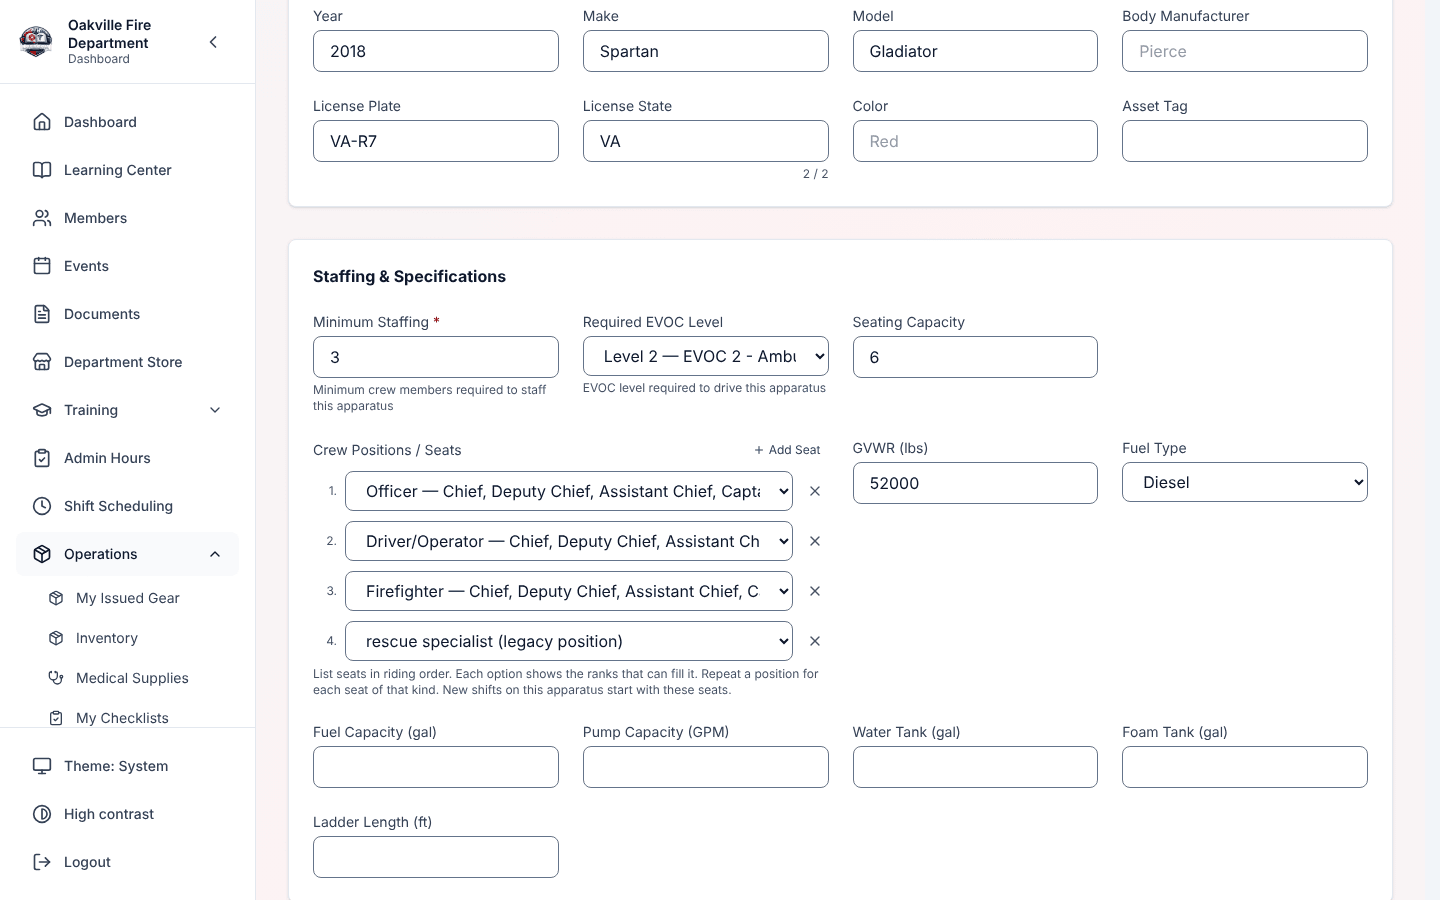 Oakville Fire
Department
Dashboard
Dashboard
Learning Center
Members
Events
Documents
Department Store
Training
Admin Hours
Shift Scheduling
Operations
My Issued Gear
Inventory
Medical Supplies
My Checklists
Theme: System
High contrast
Logout
Year Make Model Body Manufacturer
2018 Spartan Gladiator Pierce
License Plate License State Color Asset Tag
VA-R7 VA Red
2 / 2
Staffing & Specifications
Minimum Staffing * Required EVOC Level Seating Capacity
3 Level 2 — EVOC 2 - Ambu 6
Minimum crew members required to staff
this apparatus
EVOC level required to drive this apparatus
Crew Positions / Seats + Add Seat GVWR (lbs) Fuel Type
52000 Diesel
1. Officer — Chief, Deputy Chief, Assistant Chief, Capta
2. Driver/Operator — Chief, Deputy Chief, Assistant Ch
3. Firefighter — Chief, Deputy Chief, Assistant Chief, C
4. rescue specialist (legacy position)
List seats in riding order. Each option shows the ranks that can fill it. Repeat a position for
each seat of that kind. New shifts on this apparatus start with these seats.
Fuel Capacity (gal) Pump Capacity (GPM) Water Tank (gal) Foam Tank (gal)
Ladder Length (ft)